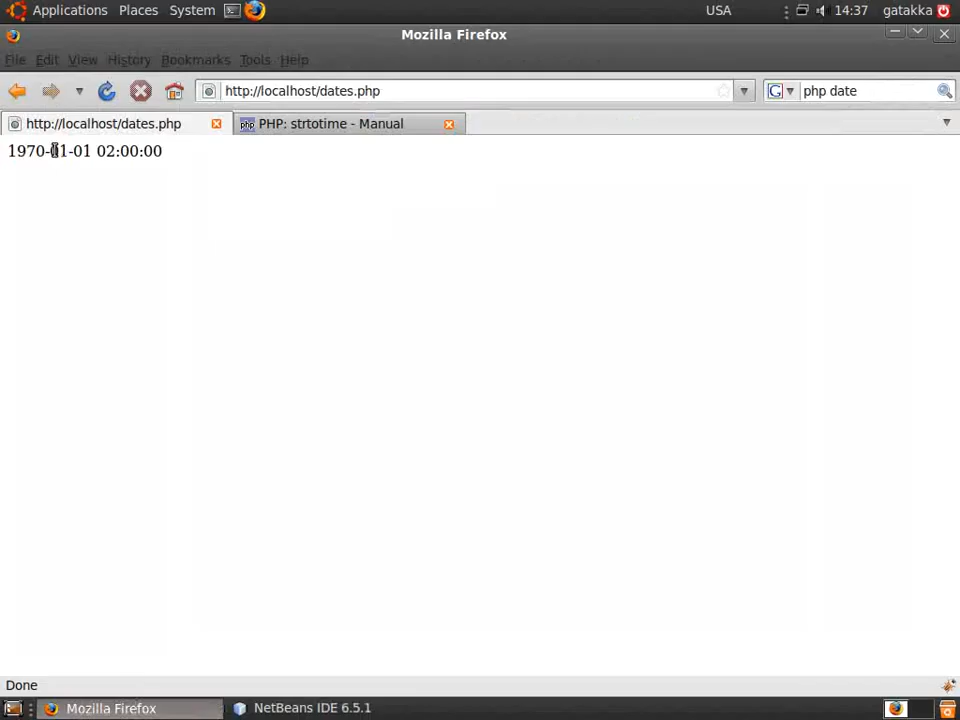 Applications Places System USA 14:37 gatakka
Mozilla Firefox
File Edit View History Bookmarks Tools Help
http://localhost/dates.php G php date
http://localhost/dates.php php PHP: strtotime - Manual
1970-01-01 02:00:00
Done
Mozilla Firefox NetBeans IDE 6.5.1